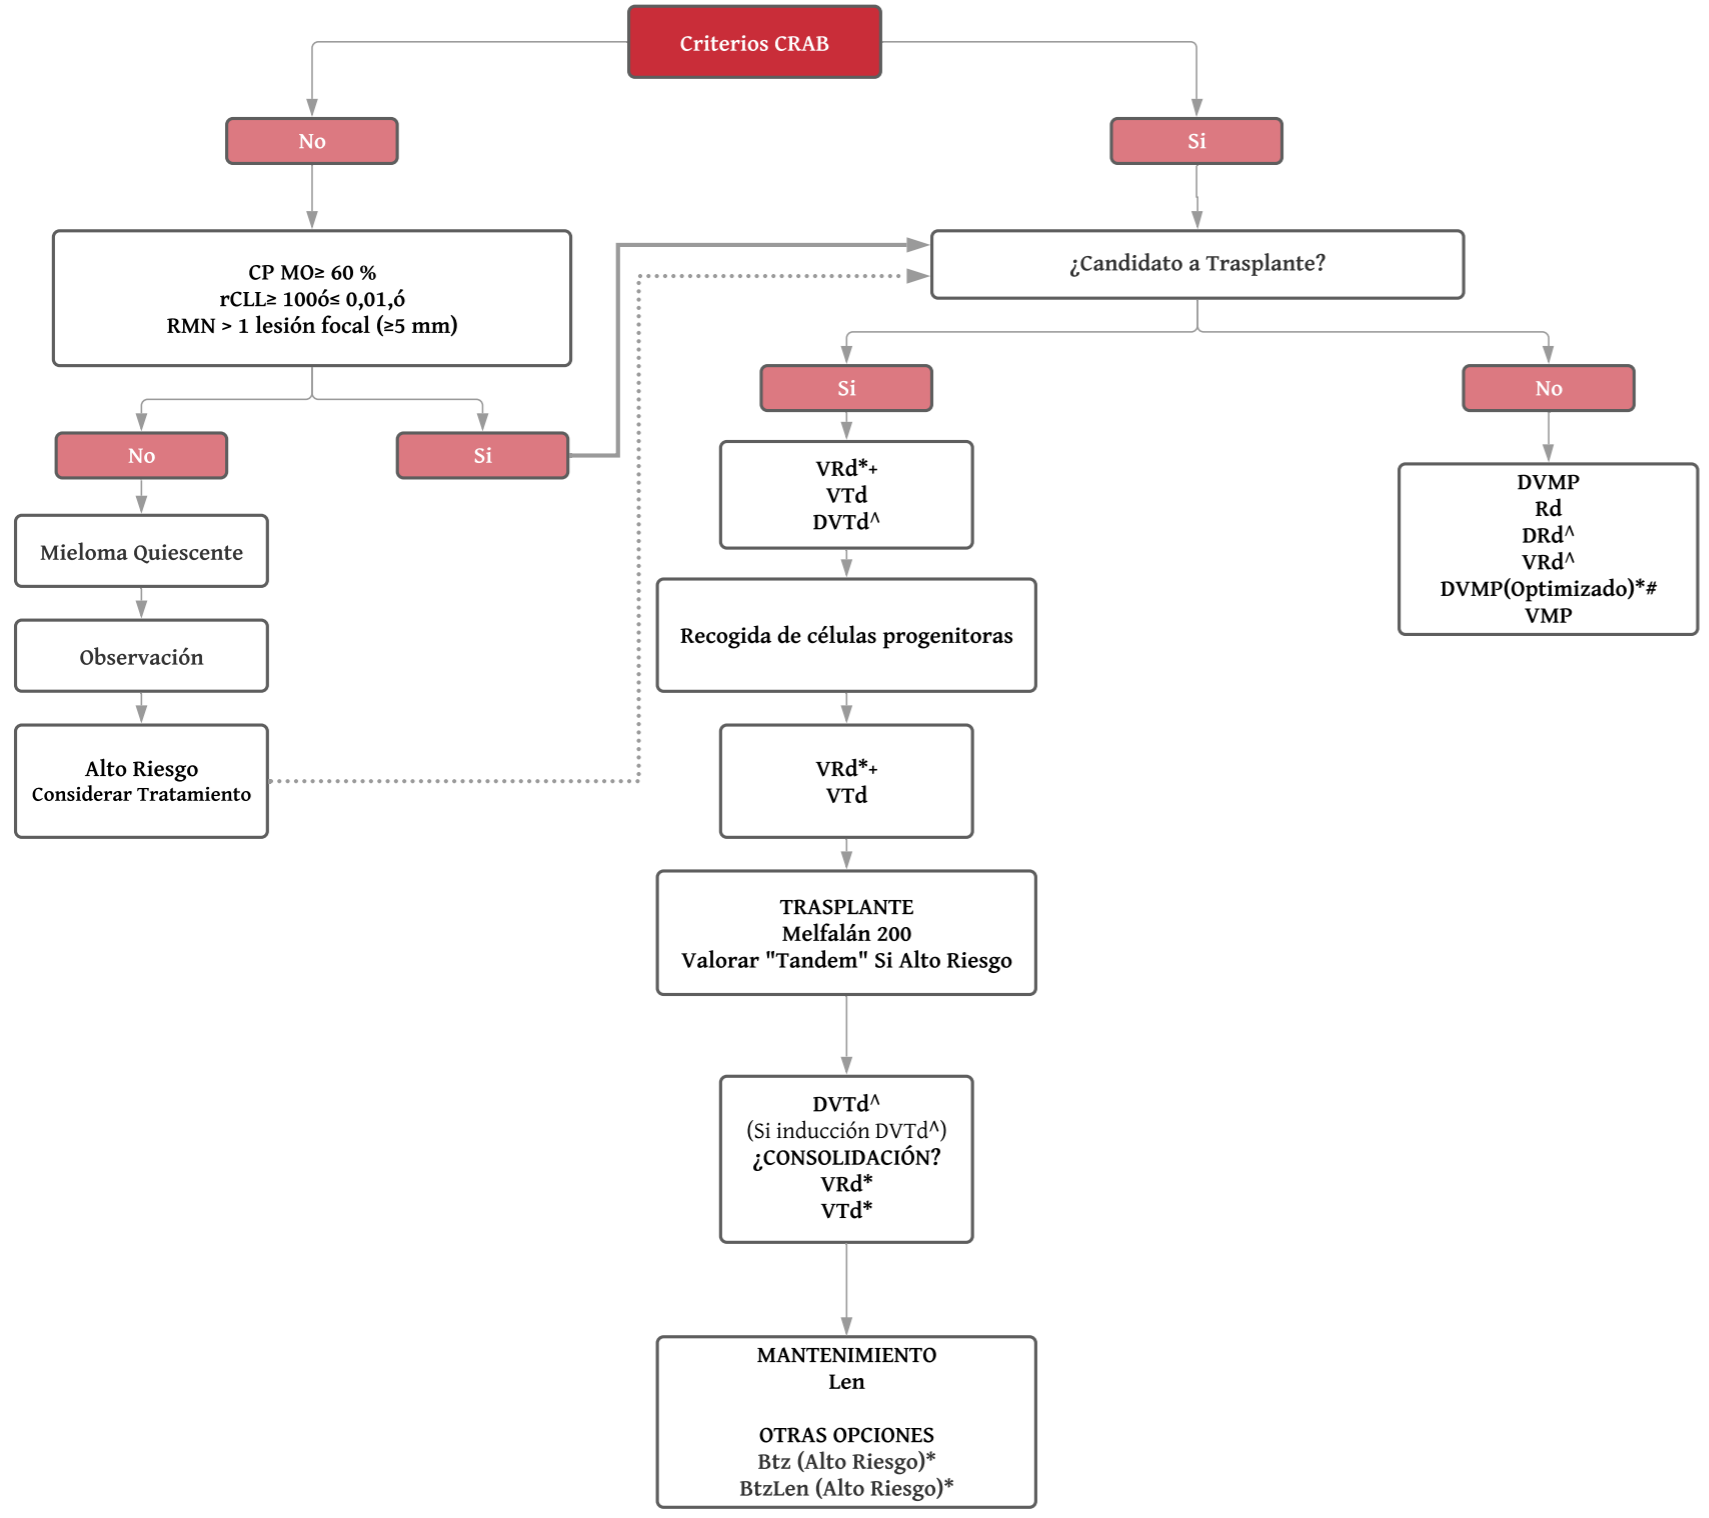 Criterios CRAB
No
Si
CP MO≥ 60 %
rCLL≥ 100ó≤ 0,01,ó
RMN > 1 lesión focal (≥5 mm)
¿Candidato a Trasplante?
No
Si
Si
No
Mieloma Quiescente
Observación
Alto Riesgo
Considerar Tratamiento
VRd*+
VTd
DVTd^
Recogida de células progenitoras
VRd*+
VTd
TRASPLANTE
Melfalán 200
Valorar "Tandem" Si Alto Riesgo
DVTd^
(Si inducción DVTd^)
¿CONSOLIDACIÓN?
VRd*
VTd*
MANTENIMIENTO
Len
OTRAS OPCIONES
Btz (Alto Riesgo)*
BtzLen (Alto Riesgo)*
DVMP
Rd
DRd^
VRd^
DVMP(Optimizado)*#
VMP